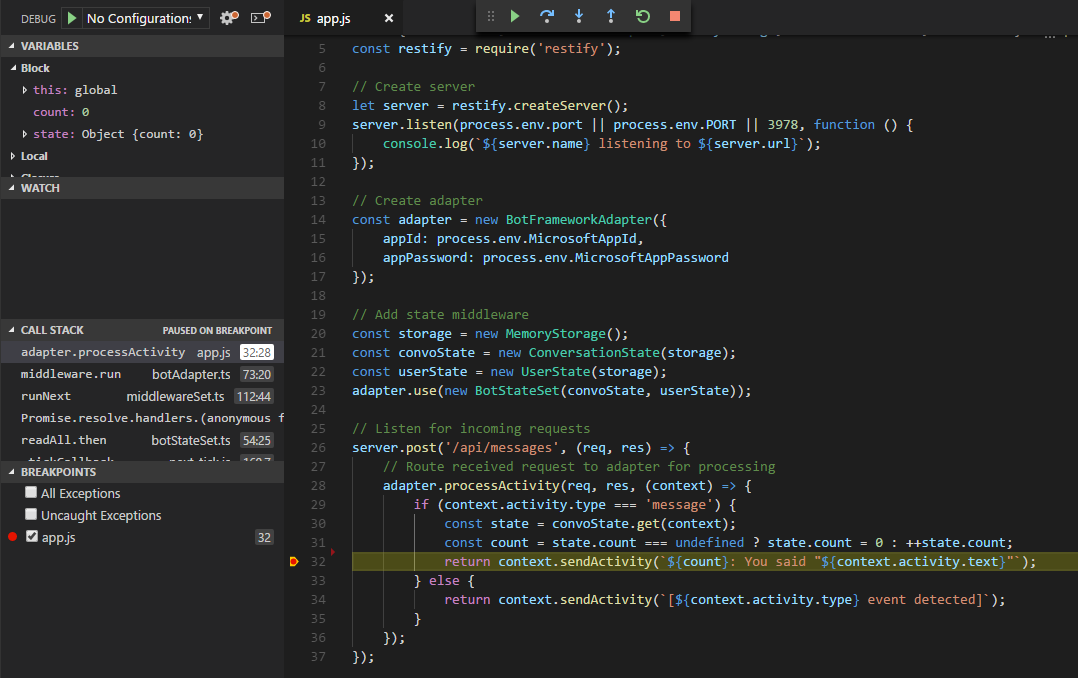 DEBUG No Configurations
VARIABLES
Block
this: global
count: 0
state: Object {count: 0}
Local
WATCH
CALL STACK PAUSED ON BREAKPOINT
adapter.processActivity app.js 32:28
middleware.run botAdapter.ts 73:20
runNext middlewareSet.ts 112:44
Promise.resolve.handlers.(anonymous f
readAll.then botStateSet.ts 54:25
BREAKPOINTS
All Exceptions
Uncaught Exceptions
app.js 32
JS app.js ×
5 const restify = require('restify');
6
7 // Create server
8 let server = restify.createServer();
9 server.listen(process.env.port || process.env.PORT || 3978, function () {
10 console.log(`${server.name} listening to ${server.url}`);
11 });
12
13 // Create adapter
14 const adapter = new BotFrameworkAdapter({
15 appId: process.env.MicrosoftAppId,
16 appPassword: process.env.MicrosoftAppPassword
17 });
18
19 // Add state middleware
20 const storage = new MemoryStorage();
21 const convoState = new ConversationState(storage);
22 const userState = new UserState(storage);
23 adapter.use(new BotStateSet(convoState, userState));
24
25 // Listen for incoming requests
26 server.post('/api/messages', (req, res) => {
27 // Route received request to adapter for processing
28 adapter.processActivity(req, res, (context) => {
29 if (context.activity.type === 'message') {
30 const state = convoState.get(context);
31 const count = state.count === undefined ? state.count = 0 : ++state.count;
32 return context.sendActivity(`${count}: You said "${context.activity.text}"`);
33 } else {
34 return context.sendActivity(`[${context.activity.type} event detected]`);
35 }
36 });
37 });